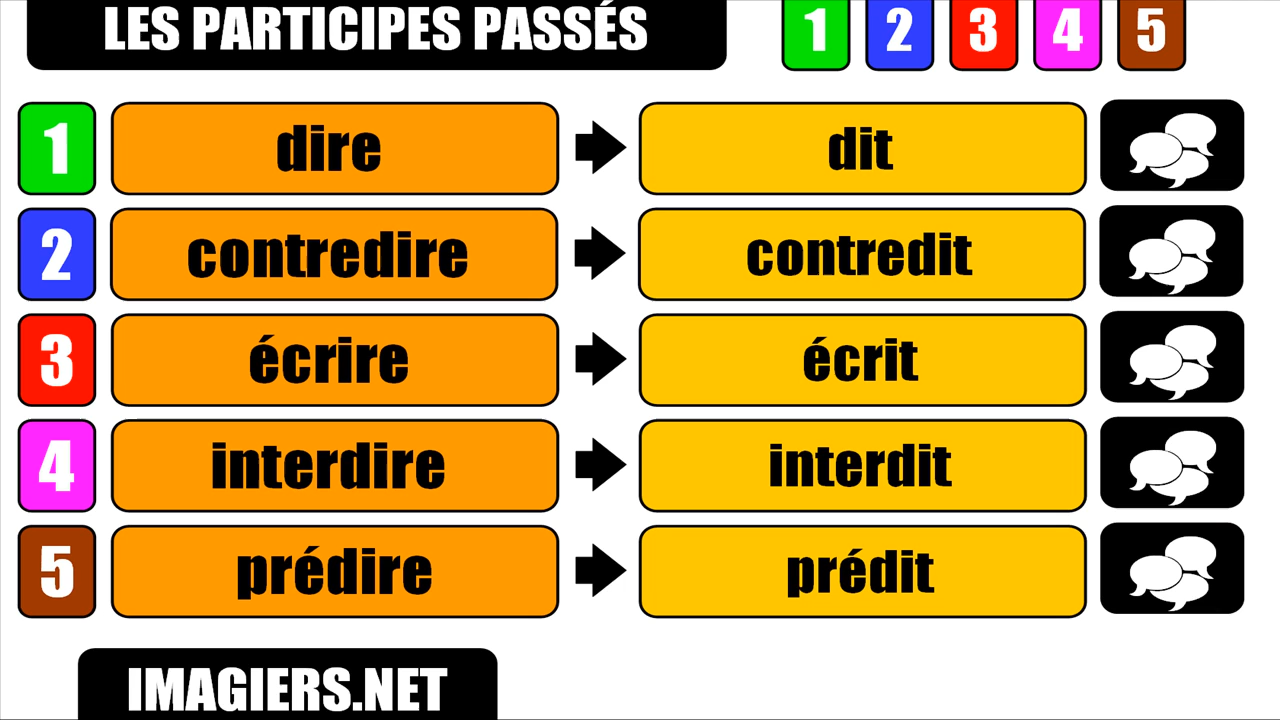 LES PARTICIPES PASSÉS 1 2 3 4 5
1 dire dit
2 contredire contredit
3 écrire écrit
4 interdire interdit
5 prédire prédit
IMAGIERS.NET